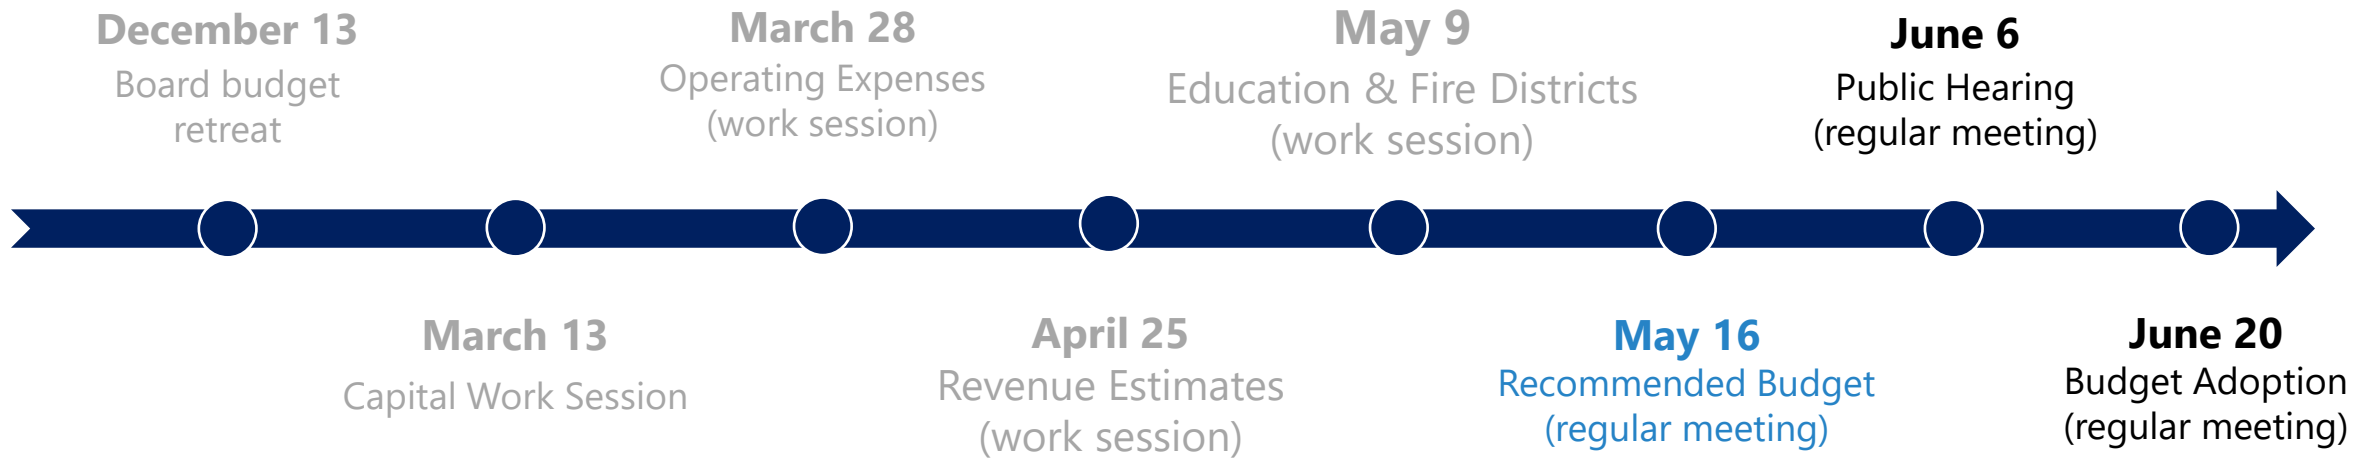 December 13
Board budget
retreat
March 13
Capital Work Session
March 28
Operating Expenses
(work session)
April 25
Revenue Estimates
(work session)
May 9
Education & Fire Districts
(work session)
May 16
Recommended Budget
(regular meeting)
June 6
Public Hearing
(regular meeting)
June 20
Budget Adoption
(regular meeting)